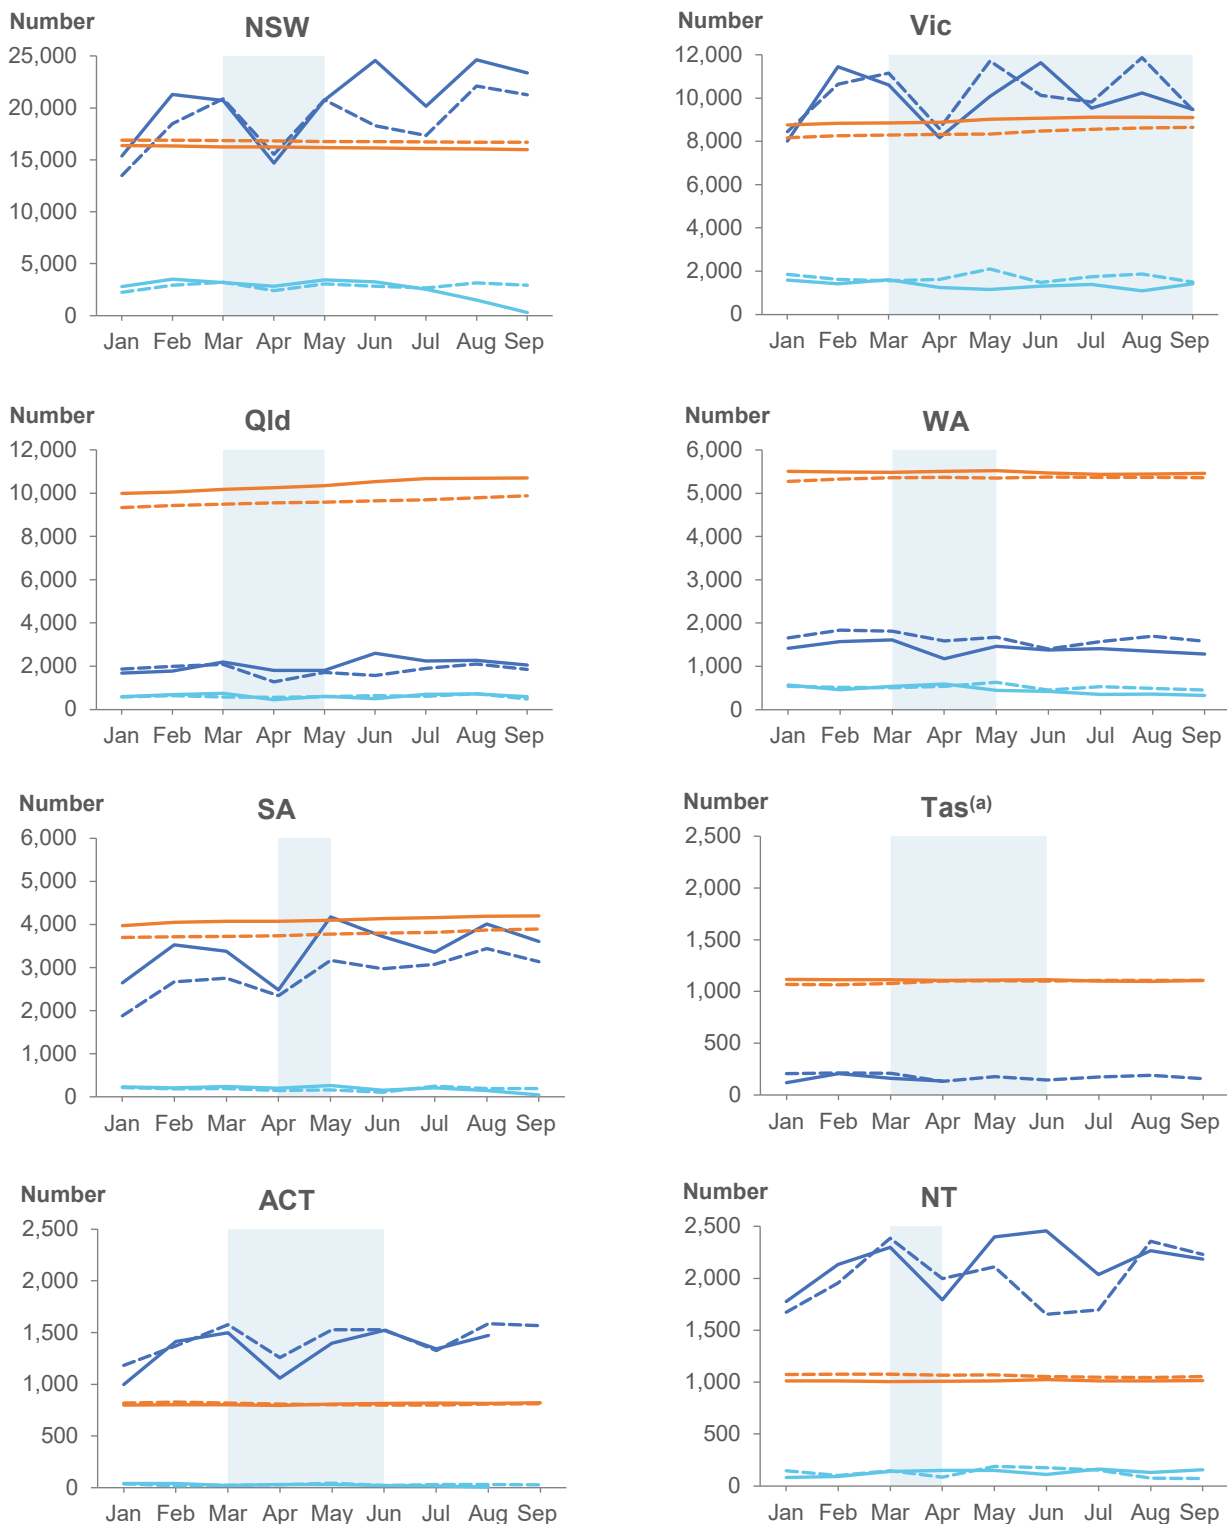 Number
NSW
25,000
20,000
15,000
10,000
5,000
0
Jan Feb Mar Apr May Jun Jul Aug Sep
Number
Vic
12,000
10,000
8,000
6,000
4,000
2,000
0
Jan Feb Mar Apr May Jun Jul Aug Sep
Number
Qld
12,000
10,000
8,000
6,000
4,000
2,000
0
Jan Feb Mar Apr May Jun Jul Aug Sep
Number
WA
6,000
5,000
4,000
3,000
2,000
1,000
0
Jan Feb Mar Apr May Jun Jul Aug Sep
Number
SA
6,000
5,000
4,000
3,000
2,000
1,000
0
Jan Feb Mar Apr May Jun Jul Aug Sep
Number
Tas(a)
2,500
2,000
1,500
1,000
500
0
Jan Feb Mar Apr May Jun Jul Aug Sep
Number
ACT
2,500
2,000
1,500
1,000
500
0
Jan Feb Mar Apr May Jun Jul Aug Sep
Number
NT
2,500
2,000
1,500
1,000
500
0
Jan Feb Mar Apr May Jun Jul Aug Sep